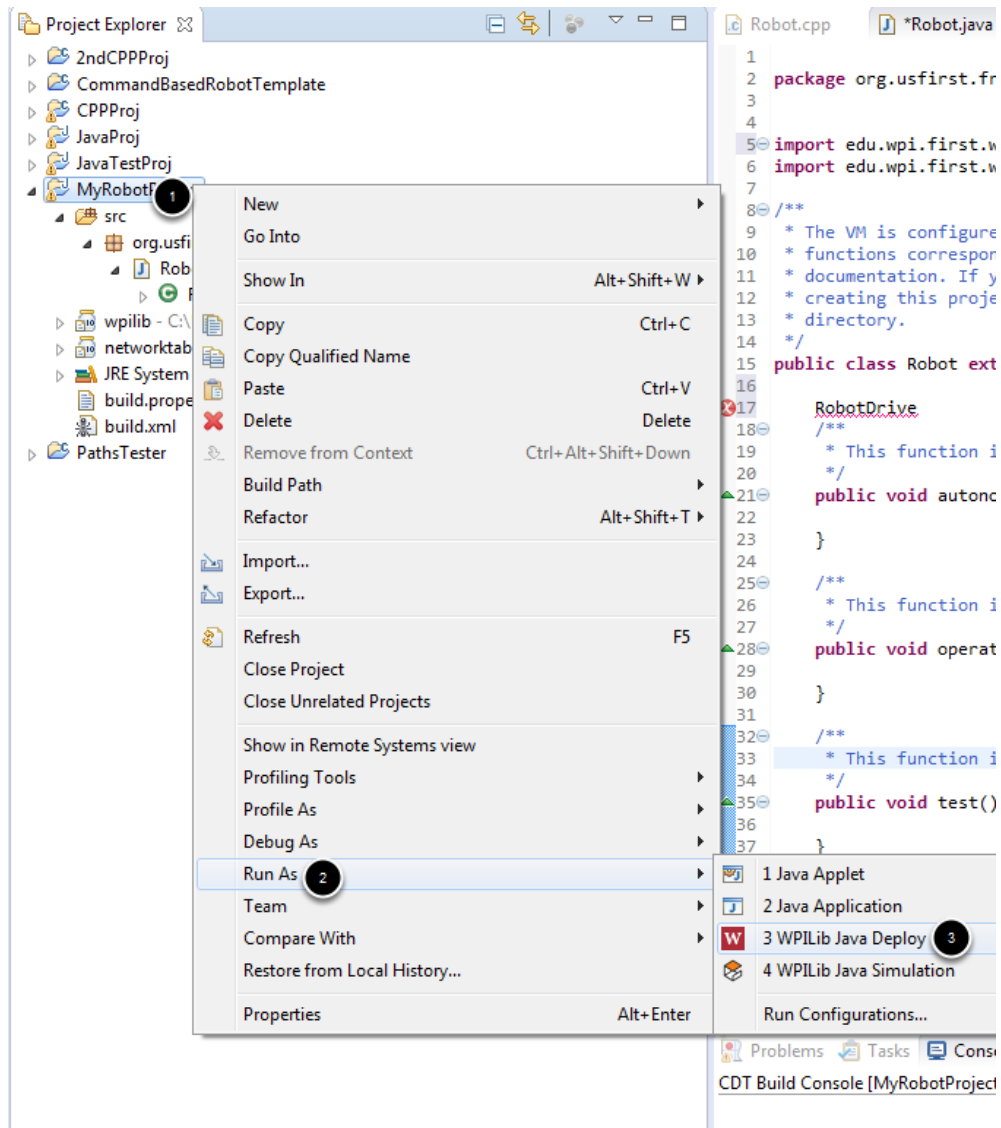 Project Explorer
2ndCPPProj
CommandBasedRobotTemplate
CPPProj
JavaProj
JavaTestProj
MyRobotP
1
src
org.usfi
Rob
wpilib - C:\
networktab
JRE System
build.prope
build.xml
PathsTester
New
Go Into
Show In Alt+Shift+W
Copy Ctrl+C
Copy Qualified Name
Paste Ctrl+V
Delete Delete
Remove from Context Ctrl+Alt+Shift+Down
Build Path
Refactor Alt+Shift+T
Import...
Export...
Refresh F5
Close Project
Close Unrelated Projects
Show in Remote Systems view
Profiling Tools
Profile As
Debug As
Run As 2
Team
Compare With
Restore from Local History...
Properties Alt+Enter
1 Java Applet
2 Java Application
3 WPILib Java Deploy 3
4 WPILib Java Simulation
Run Configurations...
Robot.cpp *Robot.java
1
2 package org.usfirst.fr
3
4
5 import edu.wpi.first.w
6 import edu.wpi.first.w
7
8 /**
9 * The VM is configure
10 * functions correspon
11 * documentation. If y
12 * creating this proje
13 * directory.
14 */
15 public class Robot ext
16
17 RobotDrive
18 /**
19 * This function i
20 */
21 public void autono
22
23 }
24
25 /**
26 * This function i
27 */
28 public void operat
29
30 }
31
32 /**
33 * This function i
34 */
35 public void test()
36
37 }
Problems Tasks Conso
CDT Build Console [MyRobotProject